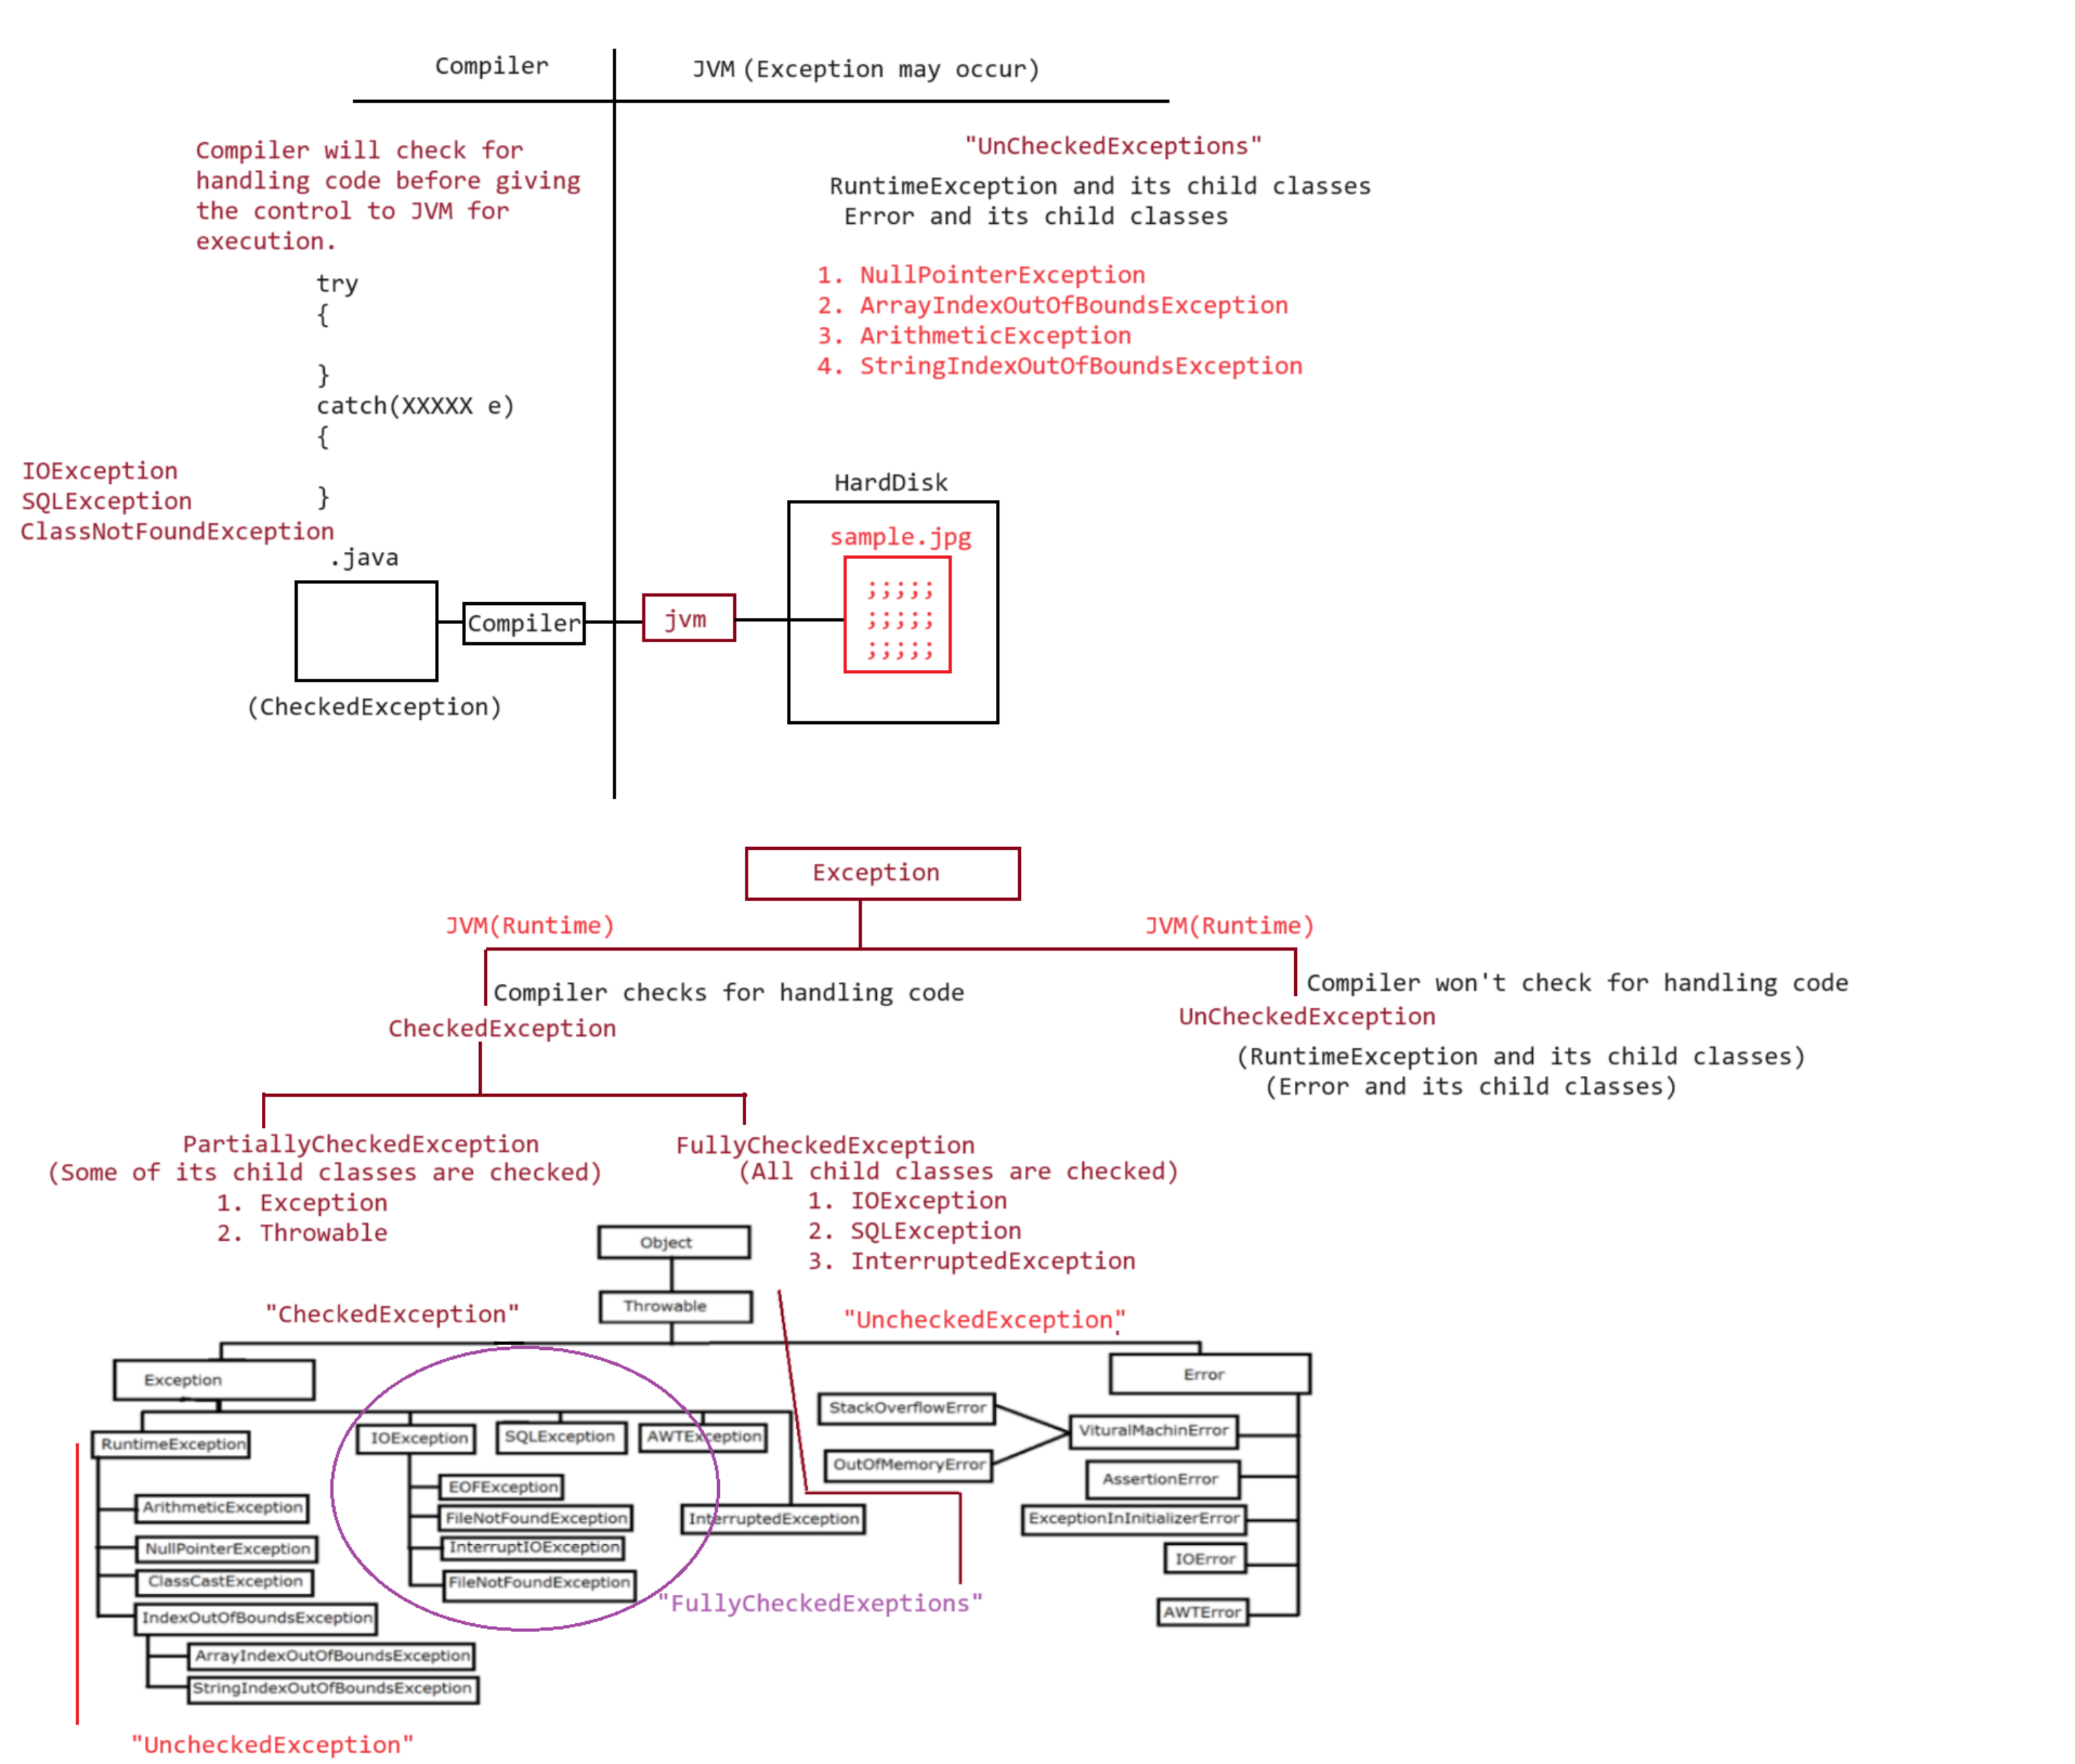 Compiler
JVM (Exception may occur)
Compiler will check for
handling code before giving
the control to JVM for
execution.
try
{
}
catch(XXXXX e)
{
}
IOException
SQLException
ClassNotFoundException
.java
Compiler
(CheckedException)
"UnCheckedExceptions"
RuntimeException and its child classes
Error and its child classes
1. NullPointerException
2. ArrayIndexOutOfBoundsException
3. ArithmeticException
4. StringIndexOutOfBoundsException
HardDisk
sample.jpg
;;;;;
;;;;;
;;;;;
jvm
Exception
JVM(Runtime)
JVM(Runtime)
Compiler checks for handling code
CheckedException
Compiler won't check for handling code
UnCheckedException
(RuntimeException and its child classes)
(Error and its child classes)
PartiallyCheckedException
(Some of its child classes are checked)
1. Exception
2. Throwable
FullyCheckedException
(All child classes are checked)
1. IOException
2. SQLException
3. InterruptedException
Object
Throwable
"CheckedException"
"UncheckedException"
Exception
Error
RuntimeException
IOException
SQLException
AWTException
StackOverflowError
VituralMachinError
OutOfMemoryError
AssertionError
EOFException
ArithmeticException
FileNotFoundException
InterruptedException
ExceptionInInitializerError
NullPointerException
InterruptIOException
IOError
ClassCastException
FileNotFoundException
"FullyCheckedExeptions"
AWTError
IndexOutOfBoundsException
ArrayIndexOutOfBoundsException
StringIndexOutOfBoundsException
"UncheckedException"